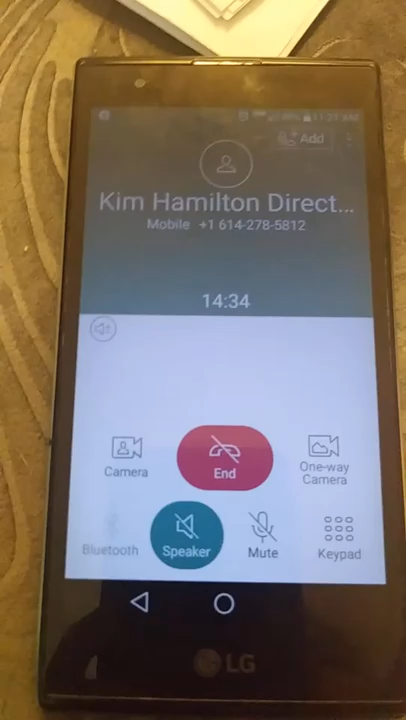 Add
Kim Hamilton Direct...
Mobile +1 614-278-5812
14:34
Camera
End
One-way
Camera
Bluetooth
Speaker
Mute
Keypad
LG